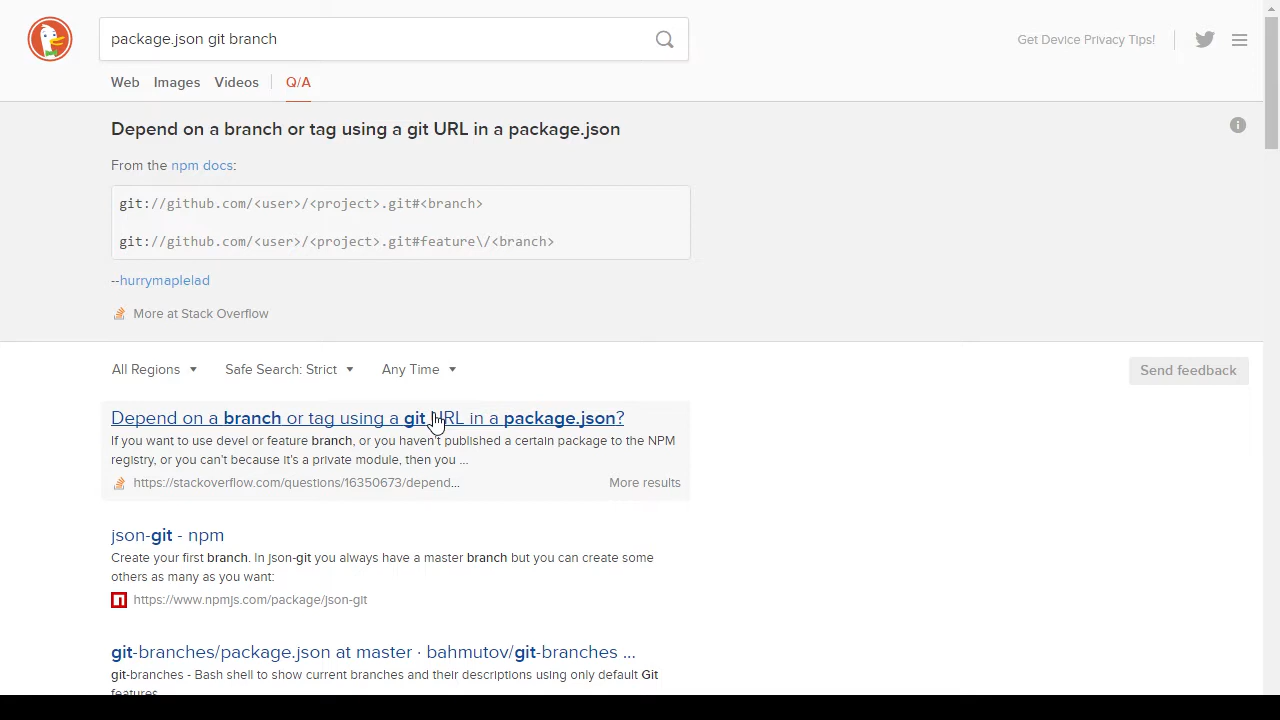 package.json git branch
Get Device Privacy Tips!
Web Images Videos Q/A
Depend on a branch or tag using a git URL in a package.json
From the npm docs:
git://github.com/<user>/<project>.git#<branch>
git://github.com/<user>/<project>.git#feature\/<branch>
--hurrymaplelad
More at Stack Overflow
All Regions Safe Search: Strict Any Time
Send feedback
Depend on a branch or tag using a git URL in a package.json?
If you want to use devel or feature branch, or you haven't published a certain package to the NPM
registry, or you can't because it's a private module, then you ...
https://stackoverflow.com/questions/16350673/depend... More results
json-git - npm
Create your first branch. In json-git you always have a master branch but you can create some
others as many as you want:
https://www.npmjs.com/package/json-git
git-branches/package.json at master · bahmutov/git-branches ...
git-branches - Bash shell to show current branches and their descriptions using only default Git
features